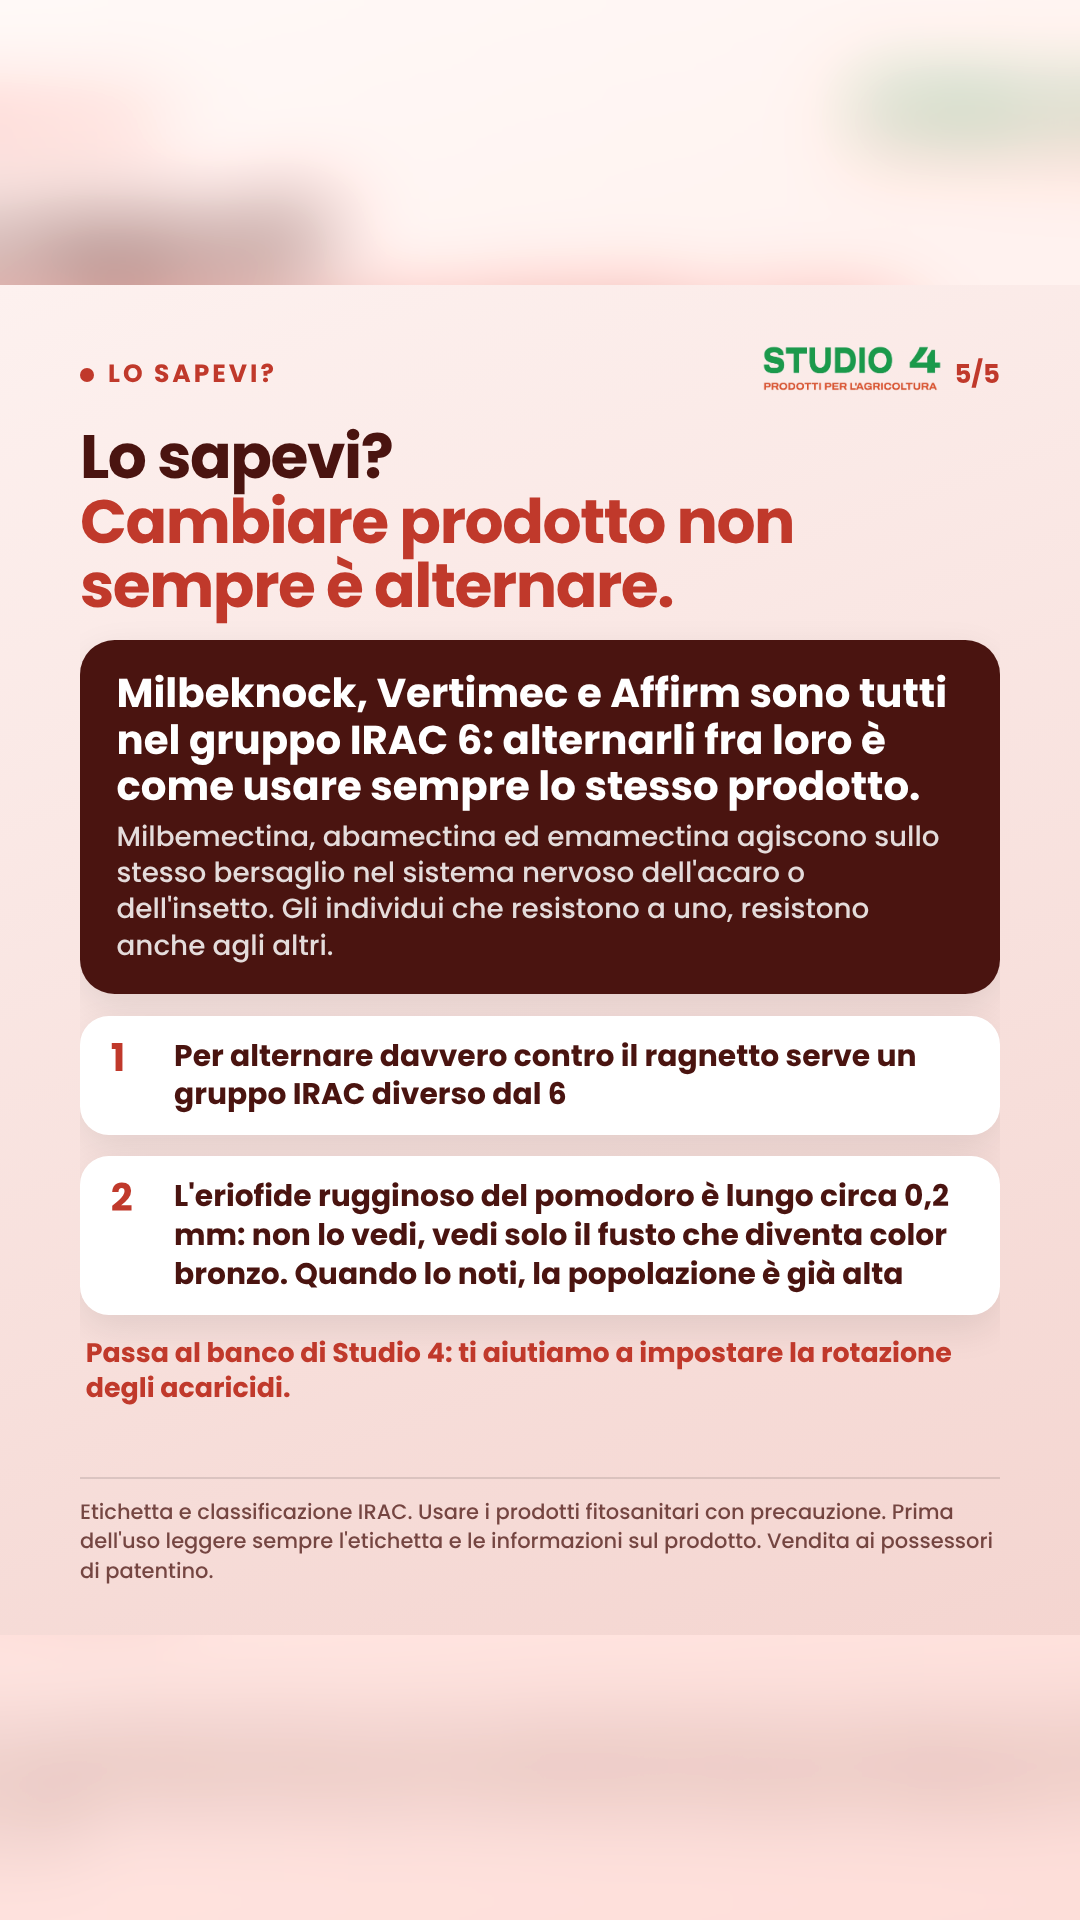 LO SAPEVI?
STUDIO 4
PRODOTTI PER L'AGRICOLTURA
5/5
Lo sapevi?
Cambiare prodotto non
sempre è alternare.
Milbeknock, Vertimec e Affirm sono tutti
nel gruppo IRAC 6: alternarli fra loro è
come usare sempre lo stesso prodotto.
Milbemectina, abamectina ed emamectina agiscono sullo
stesso bersaglio nel sistema nervoso dell'acaro o
dell'insetto. Gli individui che resistono a uno, resistono
anche agli altri.
1
Per alternare davvero contro il ragnetto serve un
gruppo IRAC diverso dal 6
2
L'eriofide rugginoso del pomodoro è lungo circa 0,2
mm: non lo vedi, vedi solo il fusto che diventa color
bronzo. Quando lo noti, la popolazione è già alta
Passa al banco di Studio 4: ti aiutiamo a impostare la rotazione
degli acaricidi.
Etichetta e classificazione IRAC. Usare i prodotti fitosanitari con precauzione. Prima
dell'uso leggere sempre l'etichetta e le informazioni sul prodotto. Vendita ai possessori
di patentino.